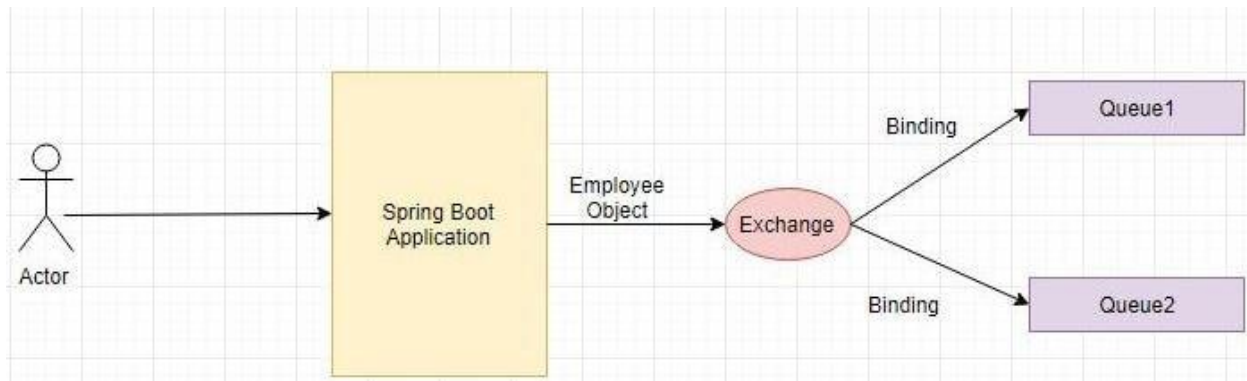 Actor
Spring Boot
Application
Employee
Object
Exchange
Binding
Binding
Queue1
Queue2